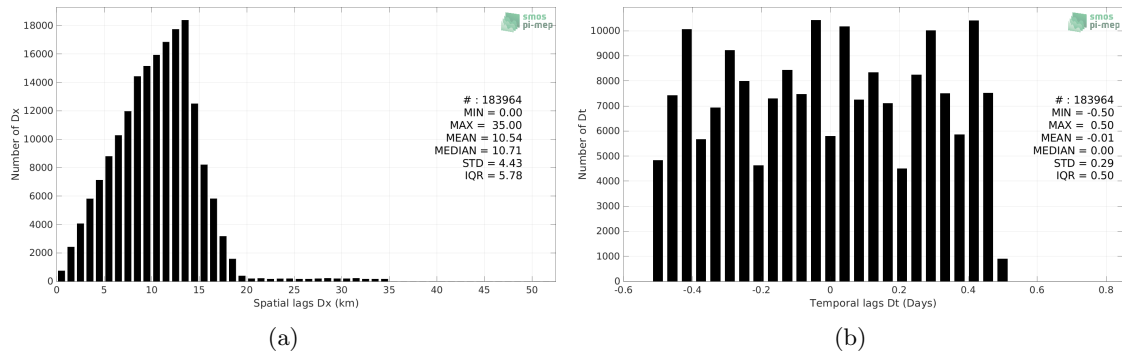 18000
16000
14000
12000
10000
8000
6000
4000
2000
0
Number of Dx
smos
pi-mep
# : 183964
MIN = 0.00
MAX = 35.00
MEAN = 10.54
MEDIAN = 10.71
STD = 4.43
IQR = 5.78
0 5 10 15 20 25 30 35 40 45 50
Spatial lags Dx (km)
(a)
10000
9000
8000
7000
6000
5000
4000
3000
2000
1000
0
Number of Dt
smos
pi-mep
# : 183964
MIN = -0.50
MAX = 0.50
MEAN = -0.01
MEDIAN = 0.00
STD = 0.29
IQR = 0.50
-0.6 -0.4 -0.2 0 0.2 0.4 0.6 0.8
Temporal lags Dt (Days)
(b)